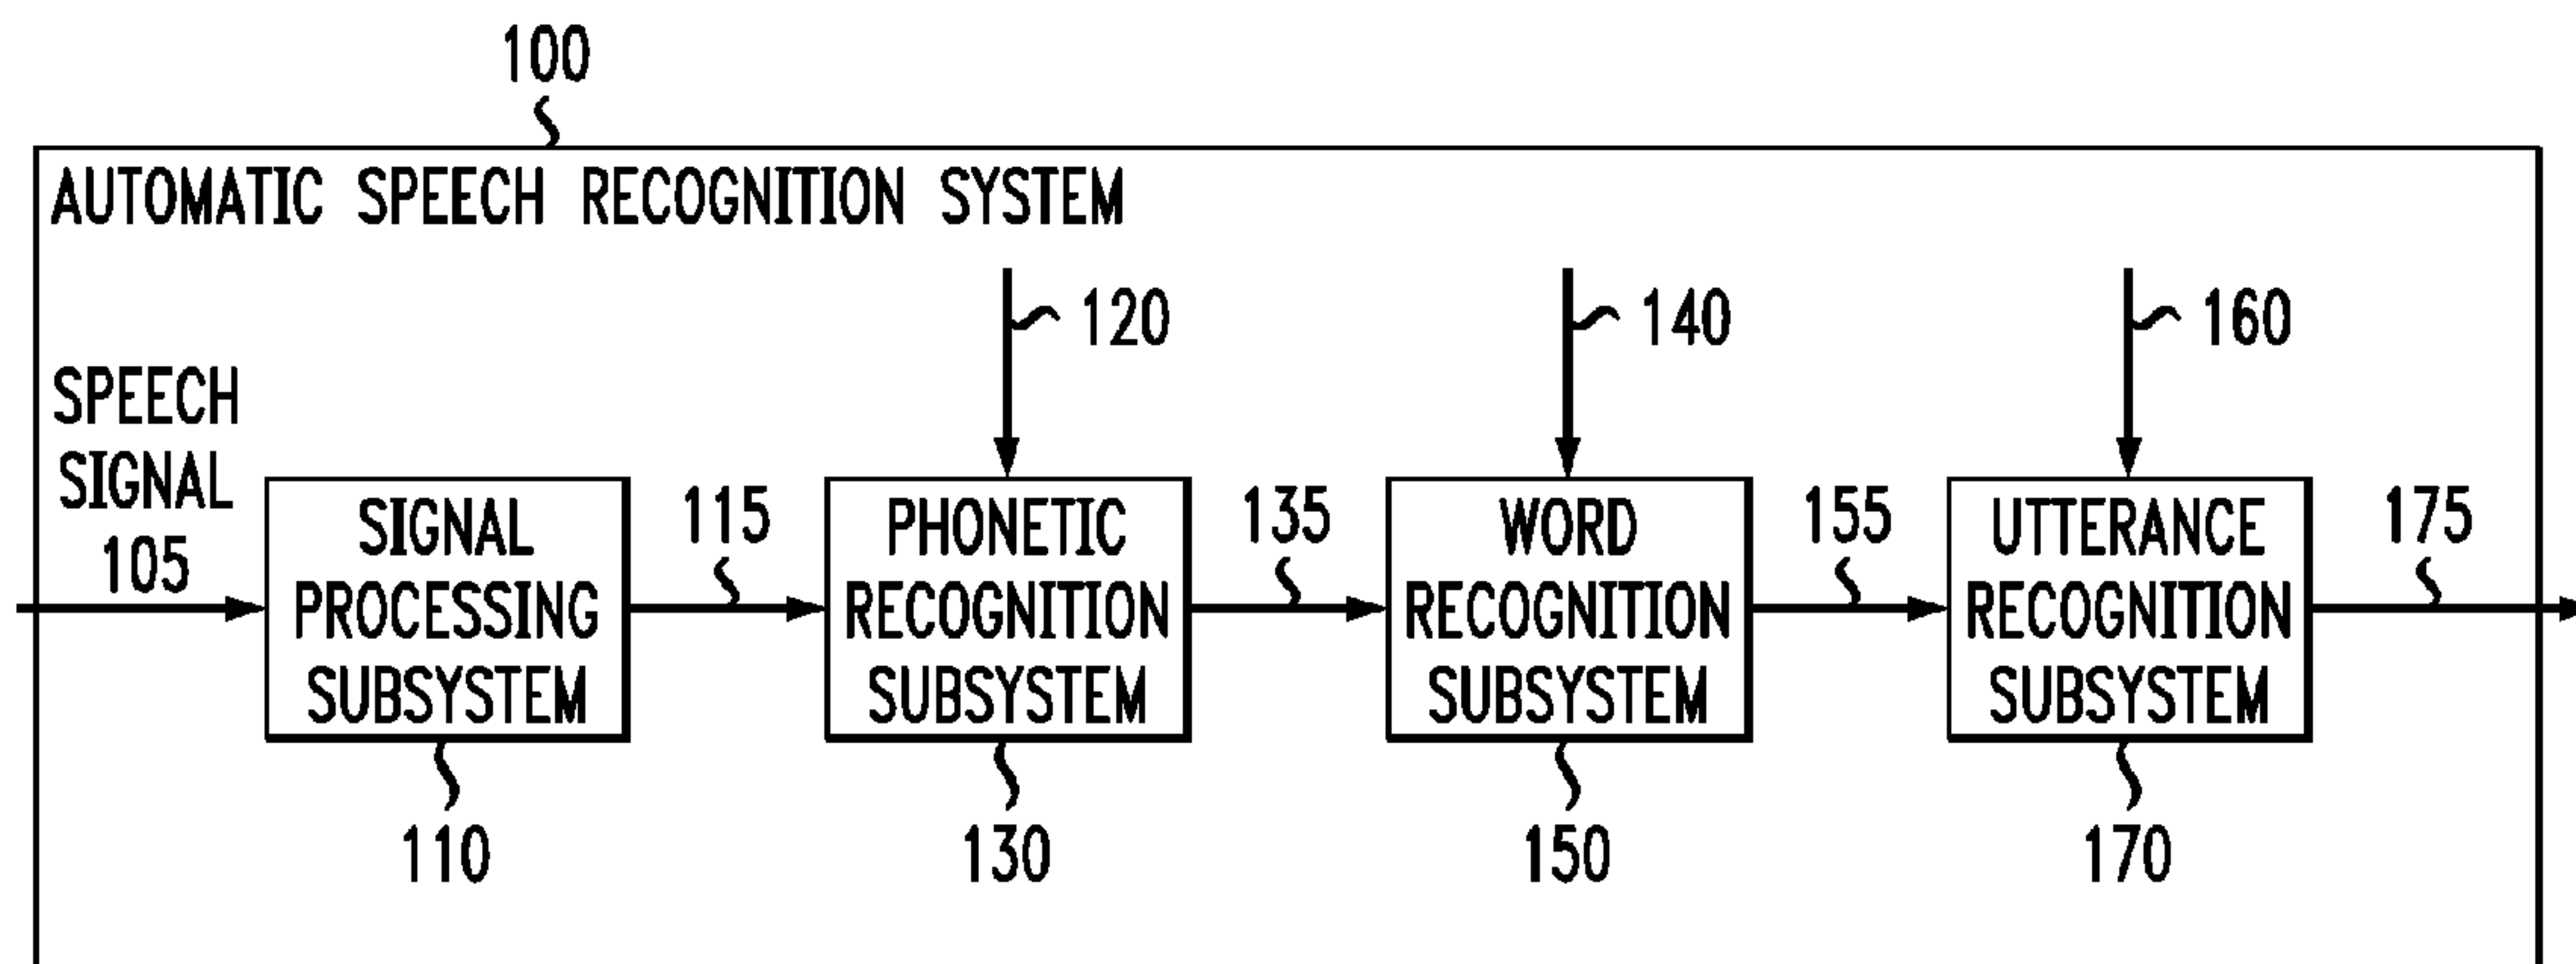 100
AUTOMATIC SPEECH RECOGNITION SYSTEM
120
140
160
SPEECH
SIGNAL
105
SIGNAL
PROCESSING
SUBSYSTEM
115
PHONETIC
RECOGNITION
SUBSYSTEM
135
WORD
RECOGNITION
SUBSYSTEM
155
UTTERANCE
RECOGNITION
SUBSYSTEM
175
110
130
150
170